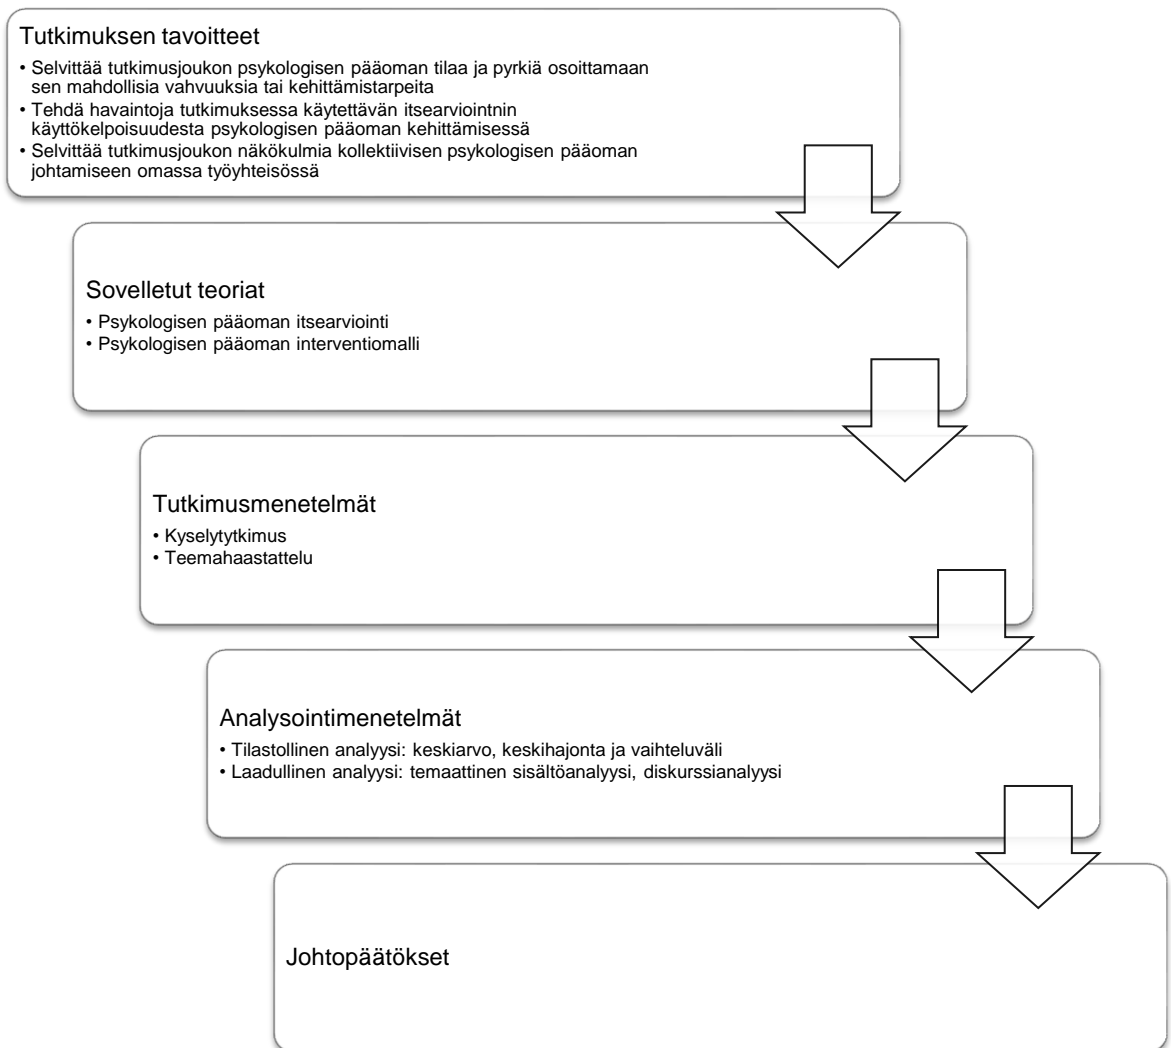 Tutkimuksen tavoitteet
• Selvittää tutkimusjoukon psykologisen pääoman tilaa ja pyrkiä osoittamaan
sen mahdollisia vahvuuksia tai kehittämistarpeita
• Tehdä havaintoja tutkimuksessa käytettävän itsearviointnin
käyttökelpoisuudesta psykologisen pääoman kehittämisessä
• Selvittää tutkimusjoukon näkökulmia kollektiivisen psykologisen pääoman
johtamiseen omassa työyhteisössä
Sovelletut teoriat
• Psykologisen pääoman itsearviointi
• Psykologisen pääoman interventiomalli
Tutkimusmenetelmät
• Kyselytytkimus
• Teemahaastattelu
Analysointimenetelmät
• Tilastollinen analyysi: keskiarvo, keskihajonta ja vaihteluväli
• Laadullinen analyysi: temaattinen sisältöanalyysi, diskurssianalyysi
Johtopäätökset